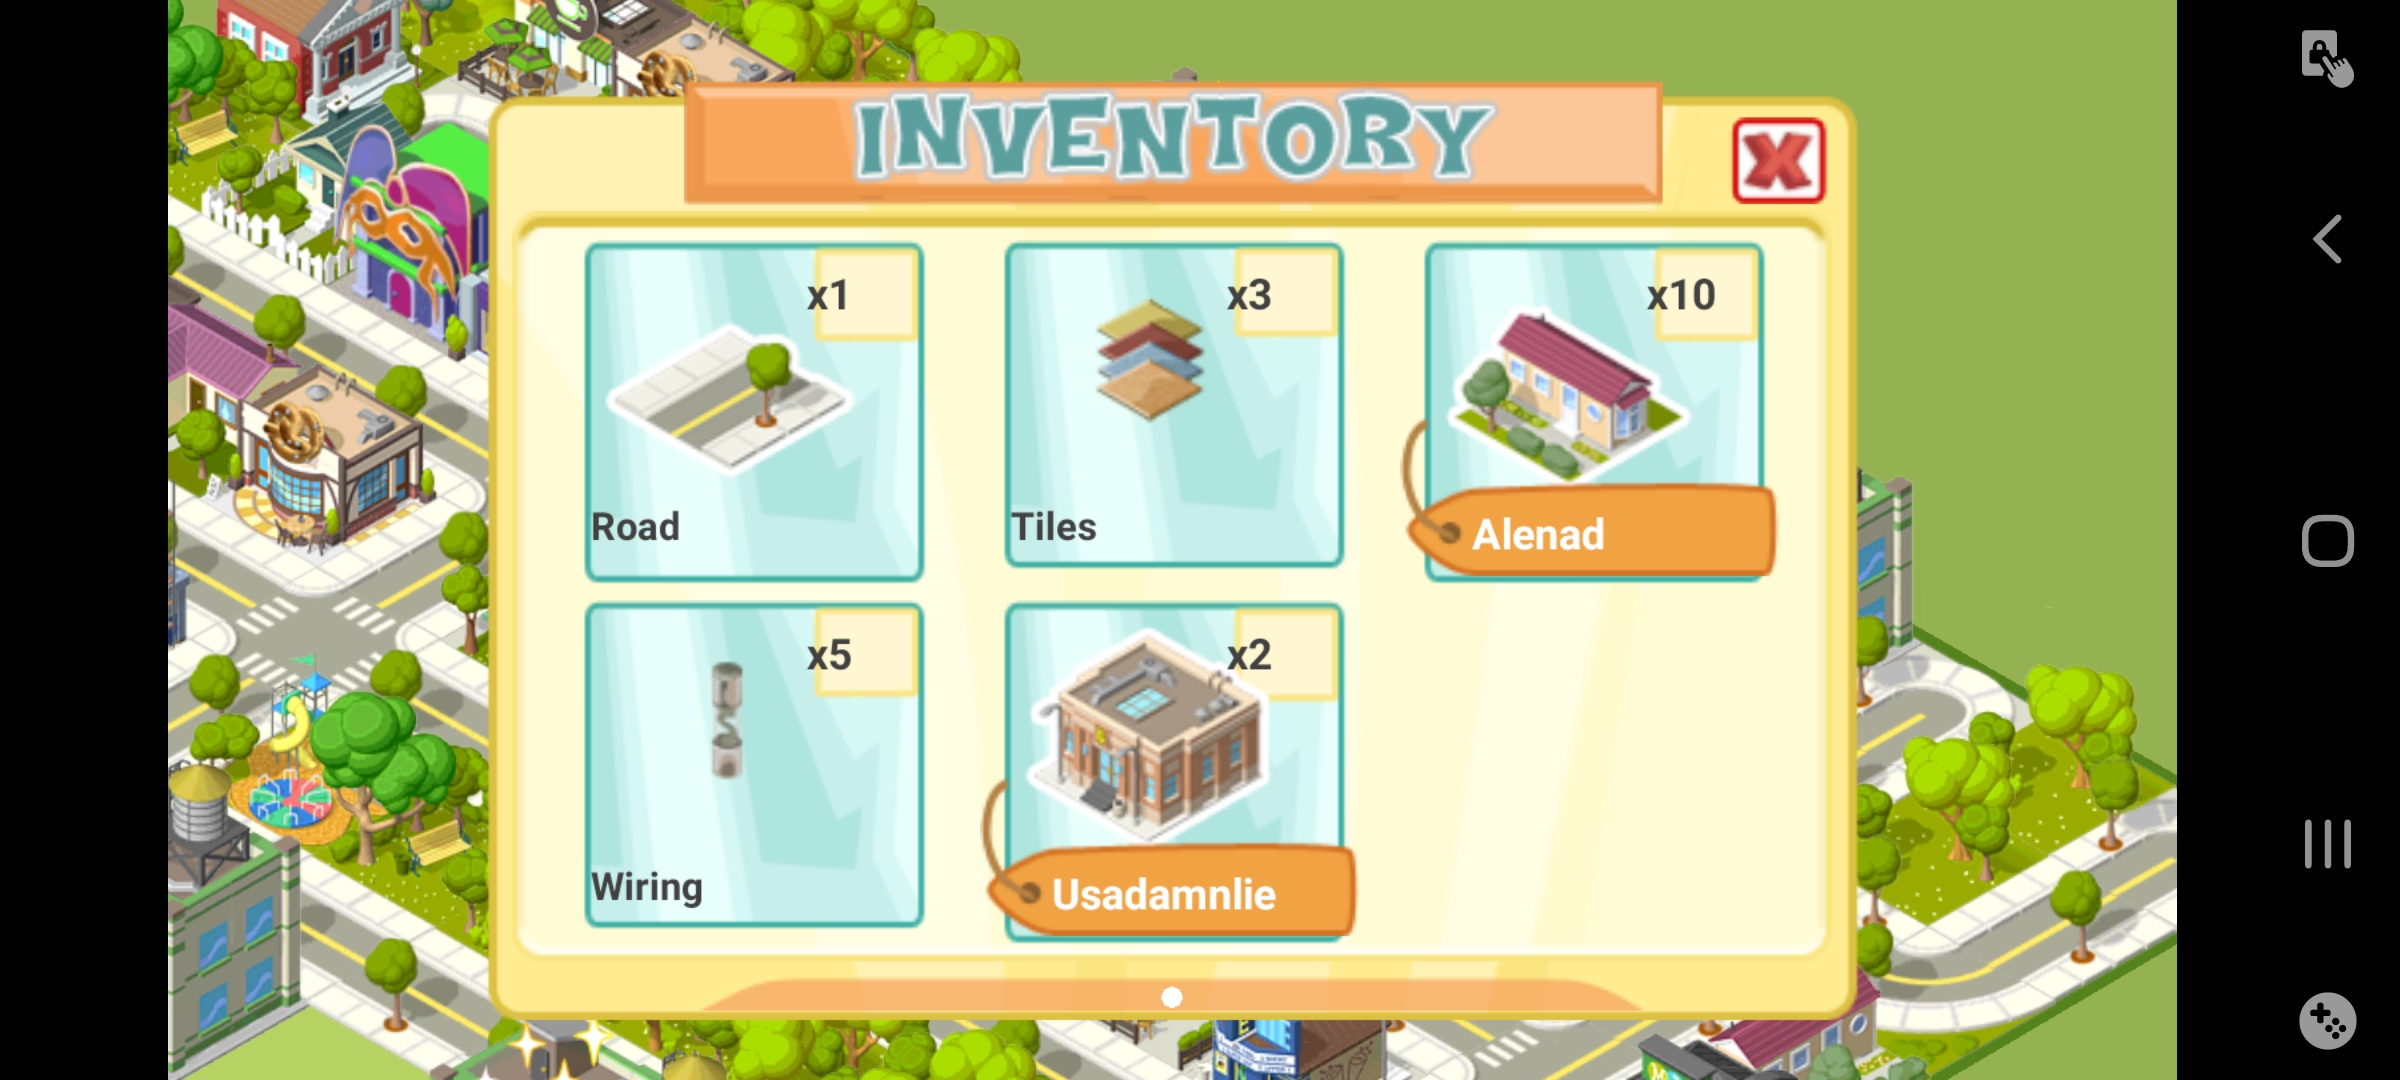 INVENTORY
x1
Road
x3
Tiles
x10
Alenad
x5
Wiring
x2
Usadamnlie